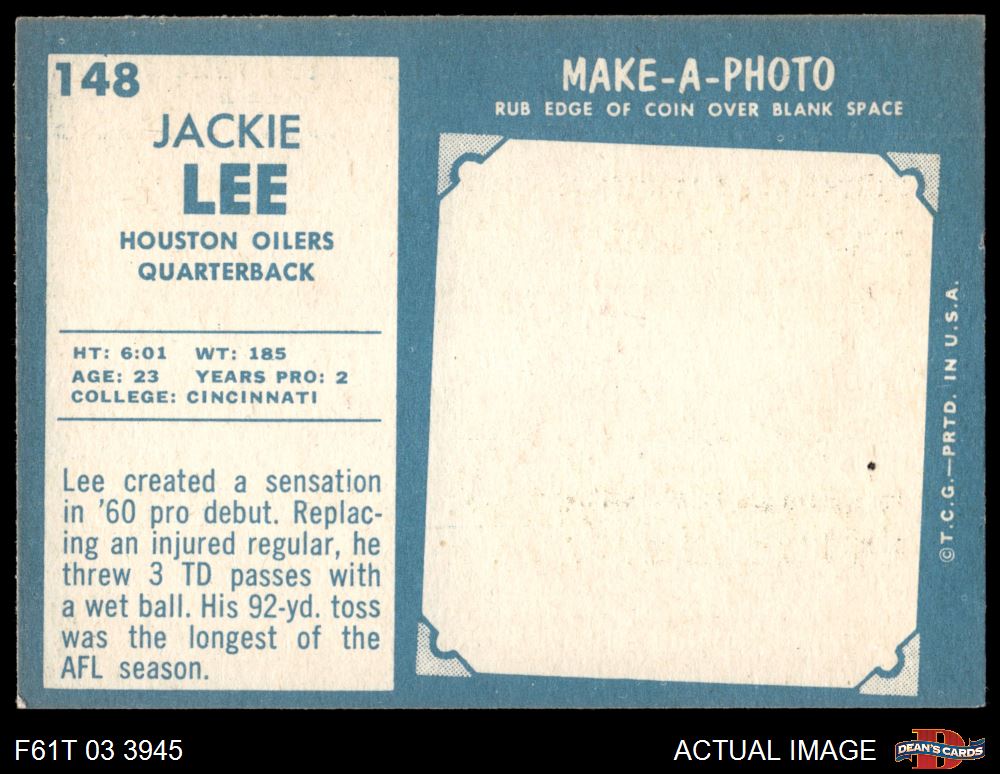 148
JACKIE
LEE
HOUSTON OILERS
QUARTERBACK
HT: 6:01 WT: 185
AGE: 23 YEARS PRO: 2
COLLEGE: CINCINNATI
Lee created a sensation
in '60 pro debut. Replac-
ing an injured regular, he
threw 3 TD passes with
a wet ball. His 92-yd. toss
was the longest of the
AFL season.
MAKE-A-PHOTO
RUB EDGE OF COIN OVER BLANK SPACE
©T.C.G.—PRTD. IN U.S.A.
F61T 03 3945
ACTUAL IMAGE
DEAN'S CARDS